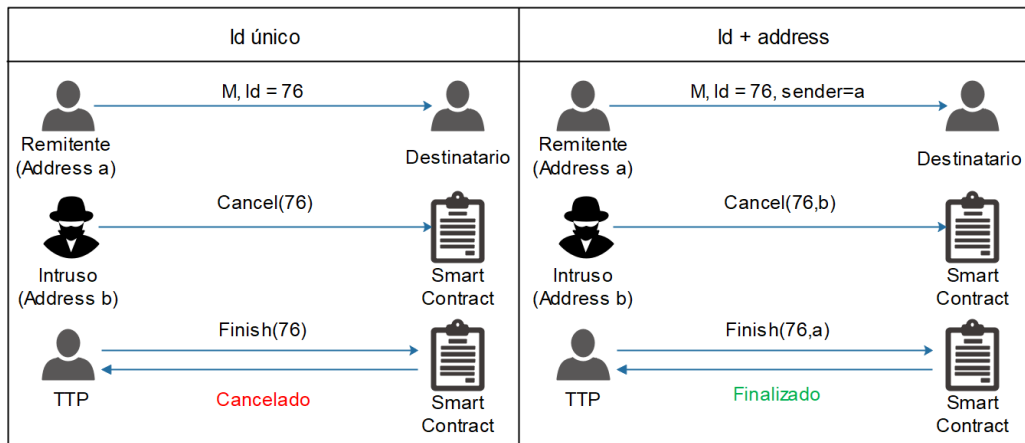 Id único
Id + address
M, Id = 76
Remitente
(Address a)
Destinatario
Cancel(76)
Intruso
(Address b)
Smart
Contract
Finish(76)
TTP
Cancelado
Smart
Contract
M, Id = 76, sender=a
Remitente
(Address a)
Destinatario
Cancel(76,b)
Intruso
(Address b)
Smart
Contract
Finish(76,a)
TTP
Finalizado
Smart
Contract